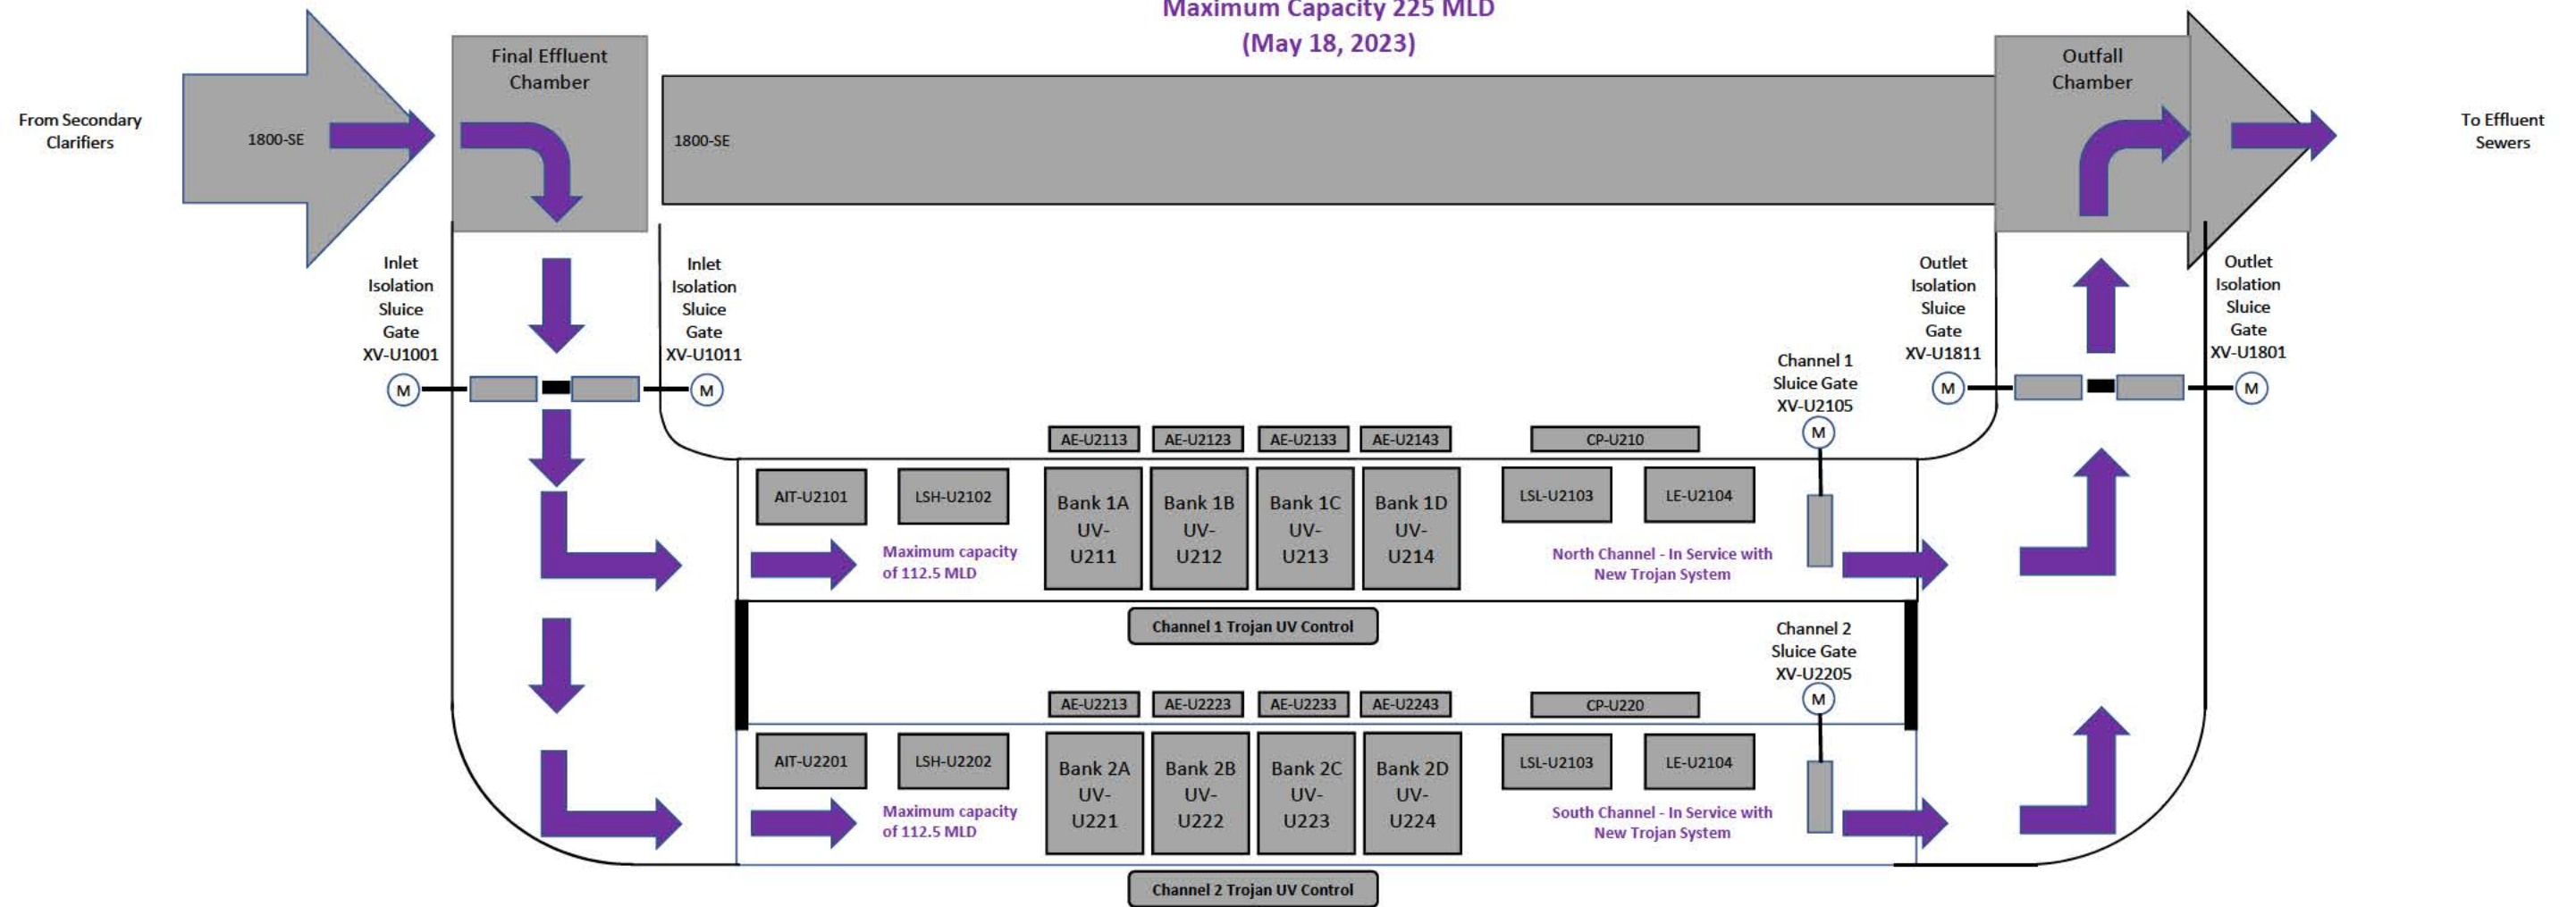 Maximum Capacity 225 MLD
(May 18, 2023)
Final Effluent
Chamber
Outfall
Chamber
From Secondary
Clarifiers
1800-SE
1800-SE
To Effluent
Sewers
Inlet
Isolation
Sluice
Gate
XV-U1001
M
Inlet
Isolation
Sluice
Gate
XV-U1011
M
Outlet
Isolation
Sluice
Gate
XV-U1811
M
Outlet
Isolation
Sluice
Gate
XV-U1801
M
Channel 1
Sluice Gate
XV-U2105
M
AE-U2113
AE-U2123
AE-U2133
AE-U2143
CP-U210
AIT-U2101
LSH-U2102
Bank 1A
UV-
U211
Bank 1B
UV-
U212
Bank 1C
UV-
U213
Bank 1D
UV-
U214
LSL-U2103
LE-U2104
Maximum capacity
of 112.5 MLD
North Channel - In Service with
New Trojan System
Channel 1 Trojan UV Control
Channel 2
Sluice Gate
XV-U2205
M
AE-U2213
AE-U2223
AE-U2233
AE-U2243
CP-U220
AIT-U2201
LSH-U2202
Bank 2A
UV-
U221
Bank 2B
UV-
U222
Bank 2C
UV-
U223
Bank 2D
UV-
U224
LSL-U2103
LE-U2104
Maximum capacity
of 112.5 MLD
South Channel - In Service with
New Trojan System
Channel 2 Trojan UV Control